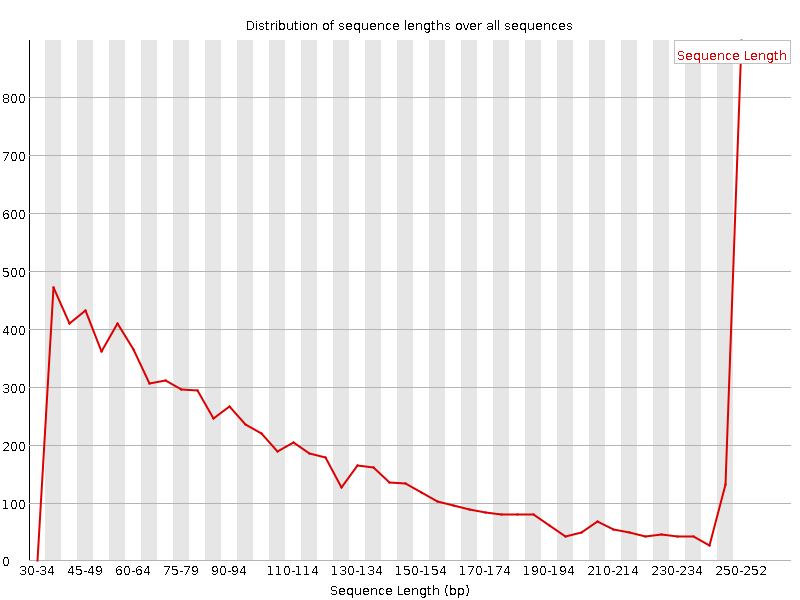 Distribution of sequence lengths over all sequences
Sequence Length
800
700
600
500
400
300
200
100
0
30-34 45-49 60-64 75-79 90-94 110-114 130-134 150-154 170-174 190-194 210-214 230-234 250-252
Sequence Length (bp)